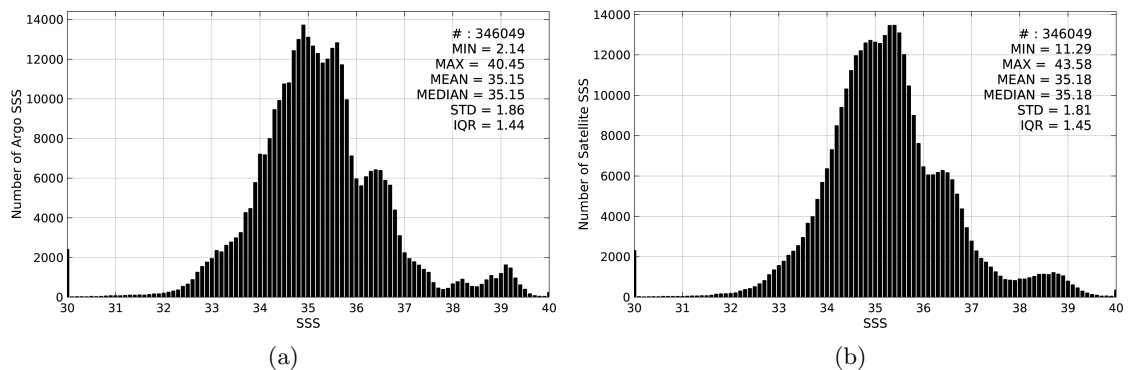 14000
12000
10000
8000
6000
4000
2000
0
Number of Argo SSS
# : 346049
MIN = 2.14
MAX = 40.45
MEAN = 35.15
MEDIAN = 35.15
STD = 1.86
IQR = 1.44
30 31 32 33 34 35 36 37 38 39 40
SSS
(a)
14000
12000
10000
8000
6000
4000
2000
0
Number of Satellite SSS
# : 346049
MIN = 11.29
MAX = 43.58
MEAN = 35.18
MEDIAN = 35.18
STD = 1.81
IQR = 1.45
30 31 32 33 34 35 36 37 38 39 40
SSS
(b)